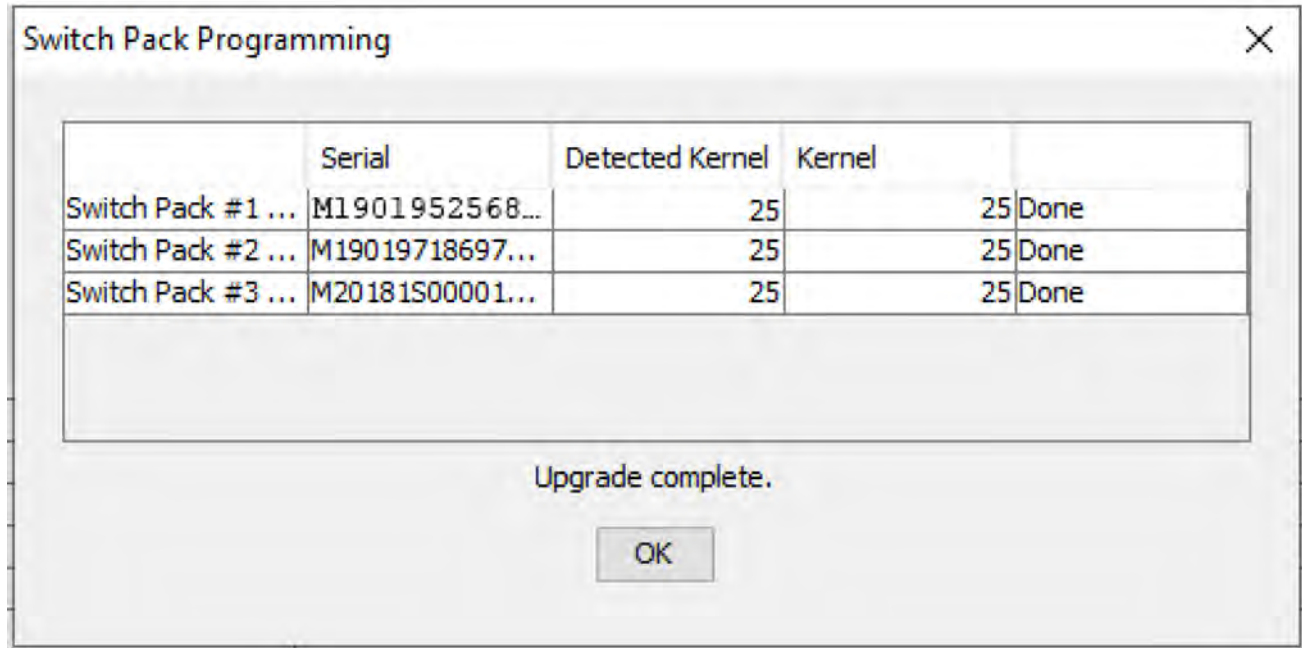 Switch Pack Programming
Serial Detected Kernel Kernel
Switch Pack #1 ... M1901952568... 25 25 Done
Switch Pack #2 ... M19019718697... 25 25 Done
Switch Pack #3 ... M20181S00001... 25 25 Done
Upgrade complete.
OK